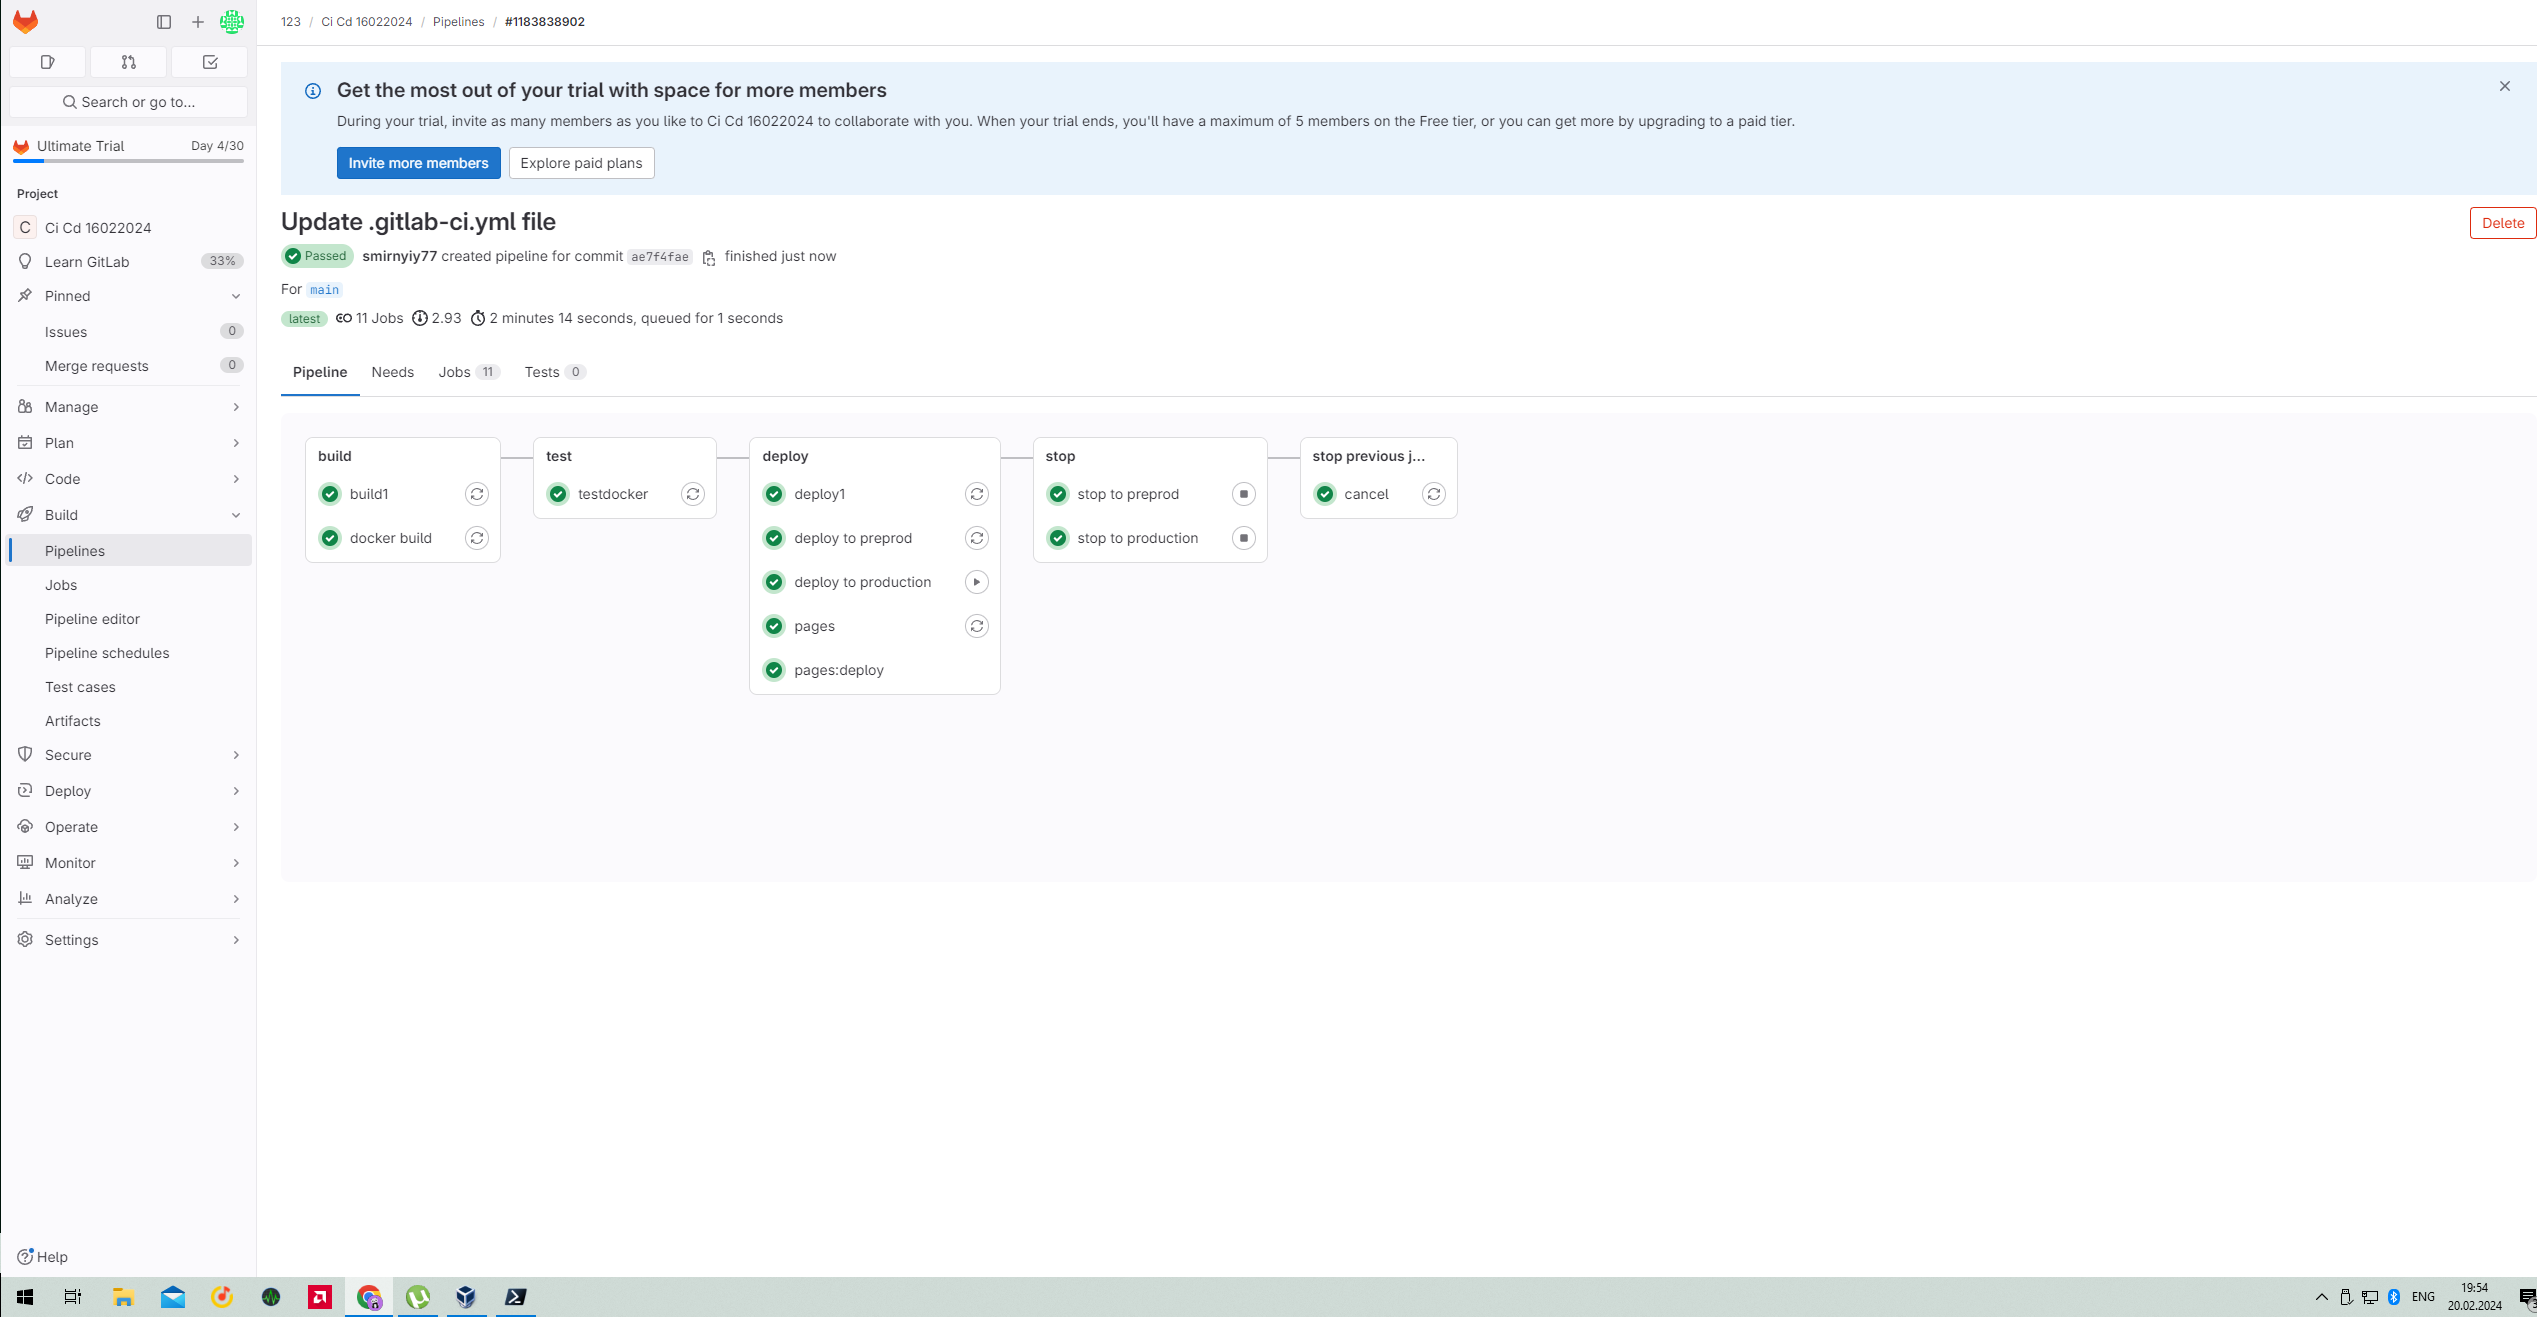 123 / Ci Cd 16022024 / Pipelines / #1183838902
Search or go to...
Ultimate Trial Day 4/30
Project
C Ci Cd 16022024
Learn GitLab 33%
Pinned
Issues 0
Merge requests 0
Manage
Plan
Code
Build
Pipelines
Jobs
Pipeline editor
Pipeline schedules
Test cases
Artifacts
Secure
Deploy
Operate
Monitor
Analyze
Settings
Help
Get the most out of your trial with space for more members
During your trial, invite as many members as you like to Ci Cd 16022024 to collaborate with you. When your trial ends, you'll have a maximum of 5 members on the Free tier, or you can get more by upgrading to a paid tier.
Invite more members Explore paid plans
Update .gitlab-ci.yml file
Delete
Passed smirnyiy77 created pipeline for commit ae7f4fae finished just now
For main
latest 11 Jobs 2.93 2 minutes 14 seconds, queued for 1 seconds
Pipeline Needs Jobs 11 Tests 0
build
build1
docker build
test
testdocker
deploy
deploy1
deploy to preprod
deploy to production
pages
pages:deploy
stop
stop to preprod
stop to production
stop previous j...
cancel
ENG
19:54
20.02.2024
3